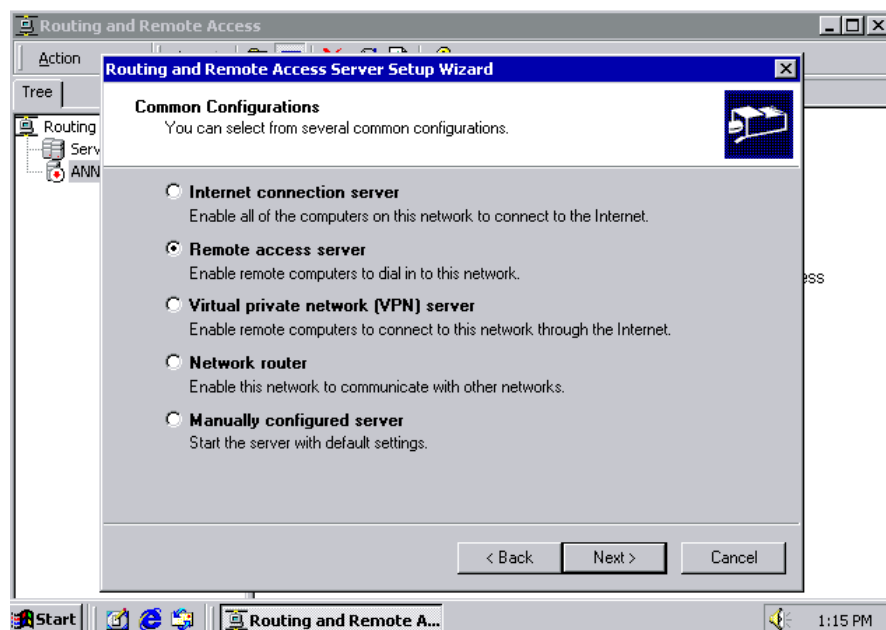 Routing and Remote Access
Action
Tree
Routing
Serv
ANN
Routing and Remote Access Server Setup Wizard
Common Configurations
You can select from several common configurations.
Internet connection server
Enable all of the computers on this network to connect to the Internet.
Remote access server
Enable remote computers to dial in to this network.
Virtual private network (VPN) server
Enable remote computers to connect to this network through the Internet.
Network router
Enable this network to communicate with other networks.
Manually configured server
Start the server with default settings.
< Back
Next >
Cancel
Start
Routing and Remote A...
1:15 PM